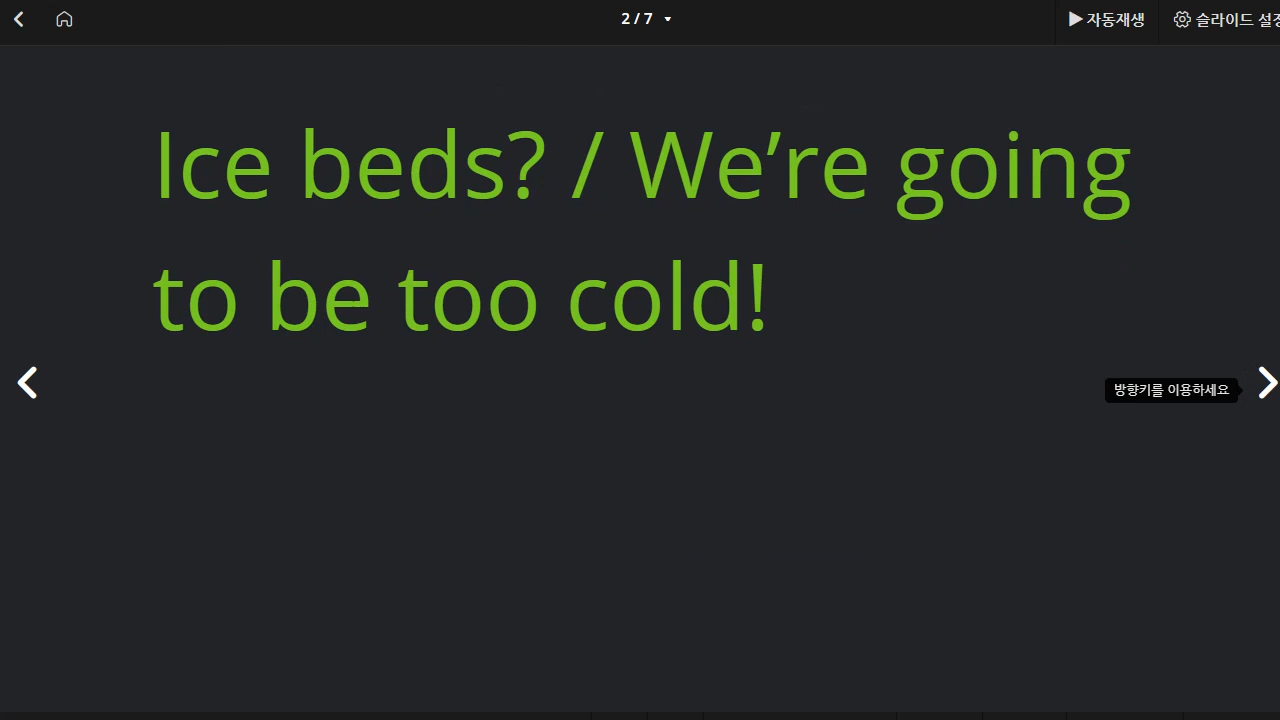 2 / 7
자동재생
슬라이드 설정
Ice beds? / We’re going
to be too cold!
방향키를 이용하세요